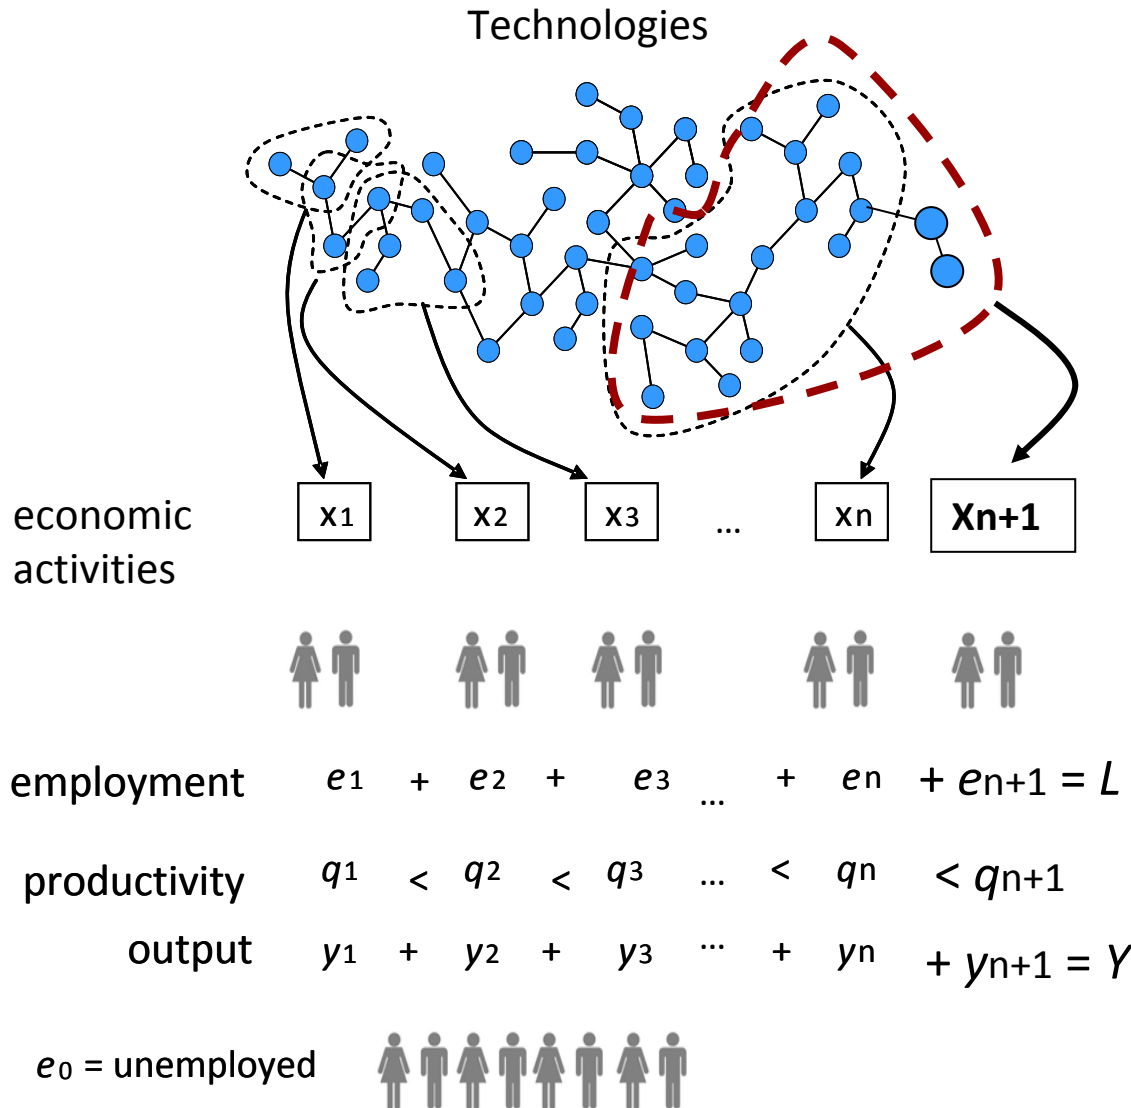 Technologies
economic
activities
x1 x2 x3 ... xn Xn+1
employment e1 + e2 + e3 ... + en + en+1 = L
productivity q1 < q2 < q3 ... < qn < qn+1
output y1 + y2 + y3 ... + yn + yn+1 = Y
e0 = unemployed